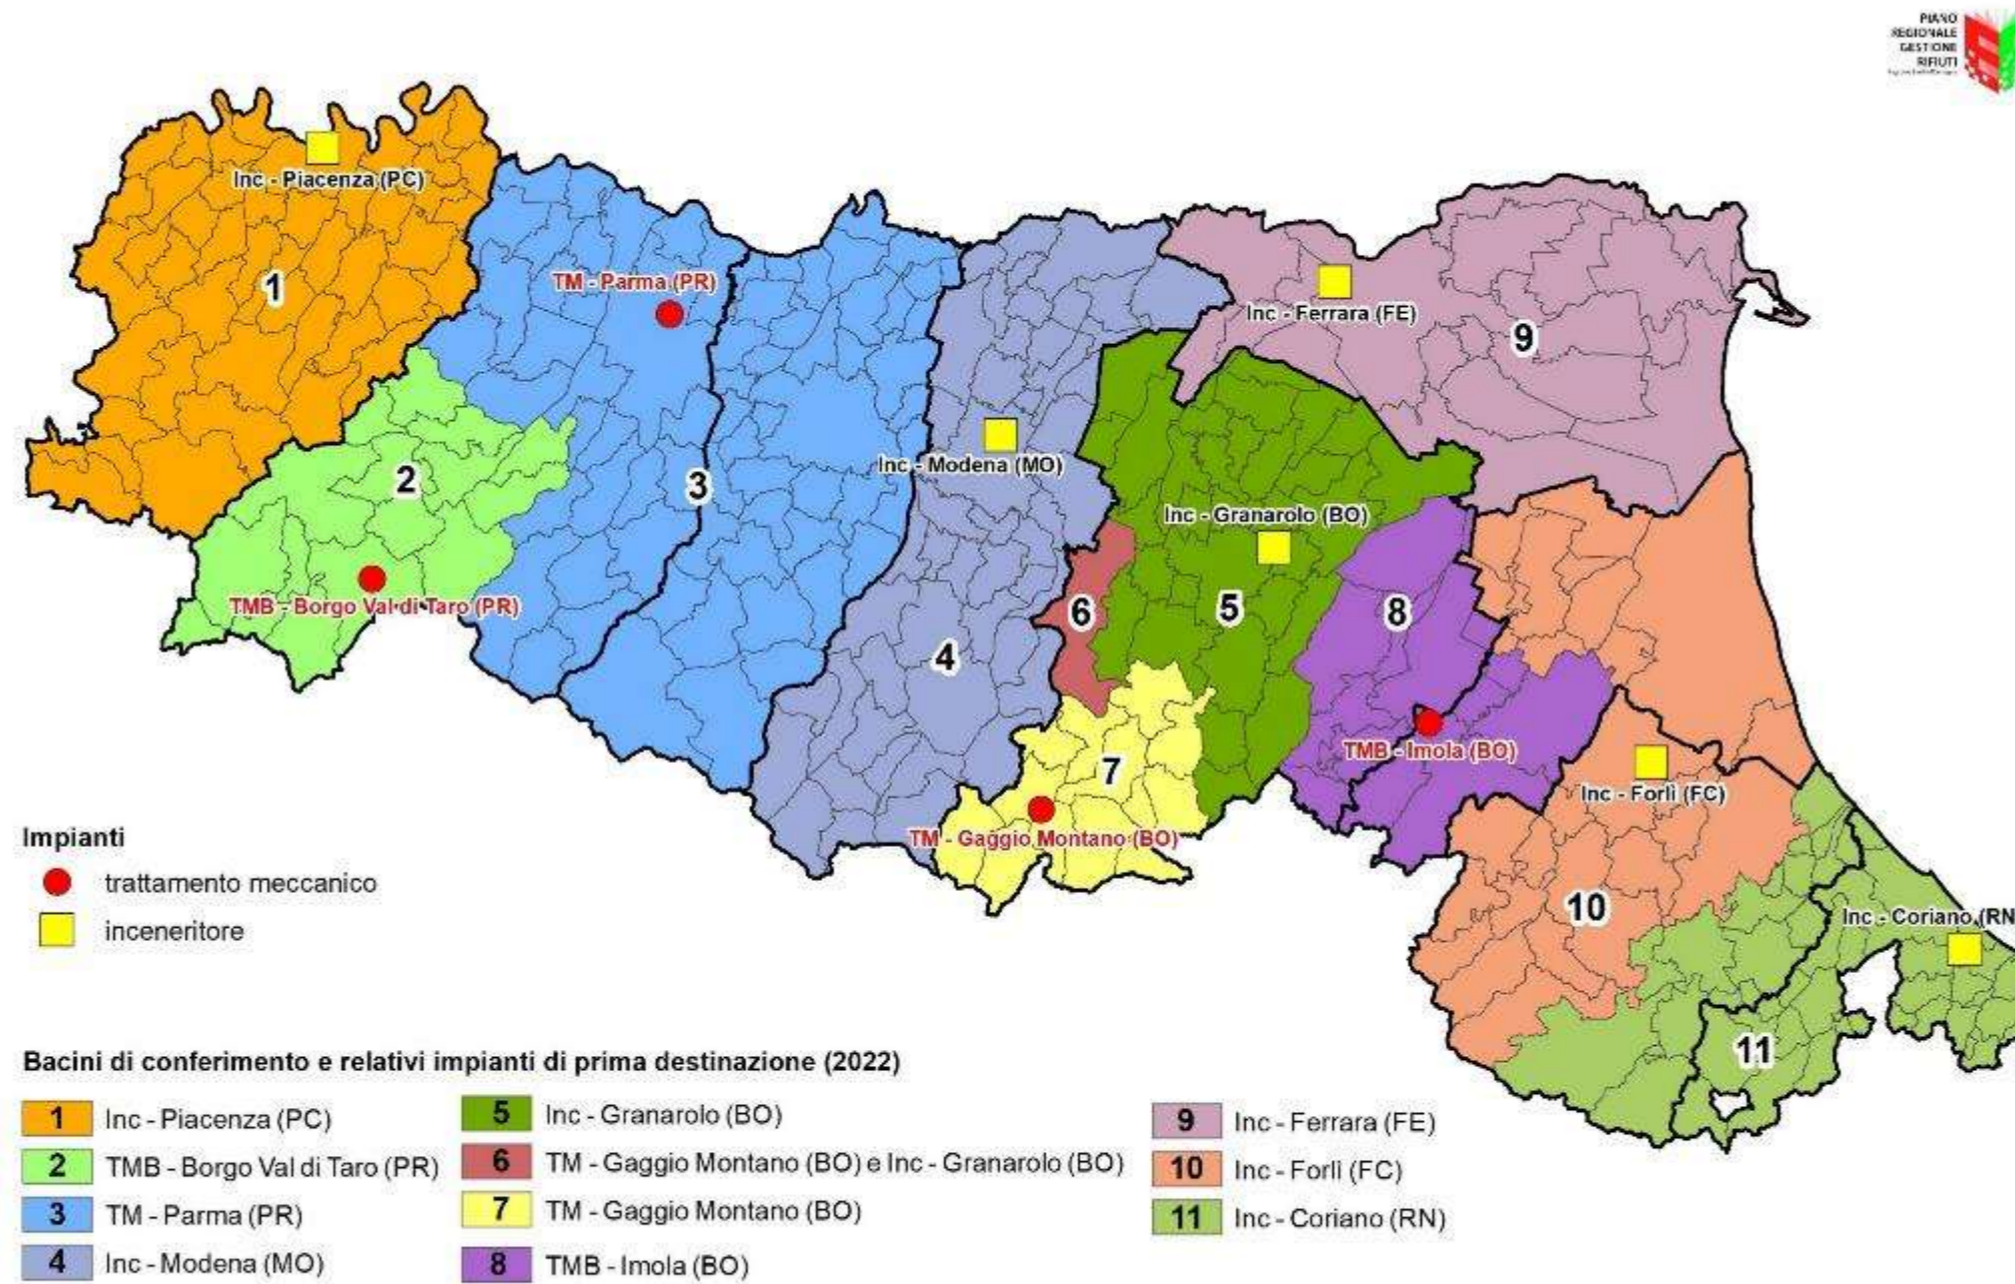 PIANO
REGIONALE
GESTIONE
RIFIUTI
Inc - Piacenza (PC)
1
TM - Parma (PR)
Inc - Ferrara (FE)
9
2
3
Inc - Modena (MO)
Inc - Granarolo (BO)
TMB - Borgo Val di Taro (PR)
6
5
8
4
7
TMB - Imola (BO)
Inc - Forlì (FC)
TM - Gaggio Montano (BO)
10
Inc - Coriano (RN
11
Impianti
trattamento meccanico
inceneritore
Bacini di conferimento e relativi impianti di prima destinazione (2022)
1 Inc - Piacenza (PC)
2 TMB - Borgo Val di Taro (PR)
3 TM - Parma (PR)
4 Inc - Modena (MO)
5 Inc - Granarolo (BO)
6 TM - Gaggio Montano (BO) e Inc - Granarolo (BO)
7 TM - Gaggio Montano (BO)
8 TMB - Imola (BO)
9 Inc - Ferrara (FE)
10 Inc - Forlì (FC)
11 Inc - Coriano (RN)